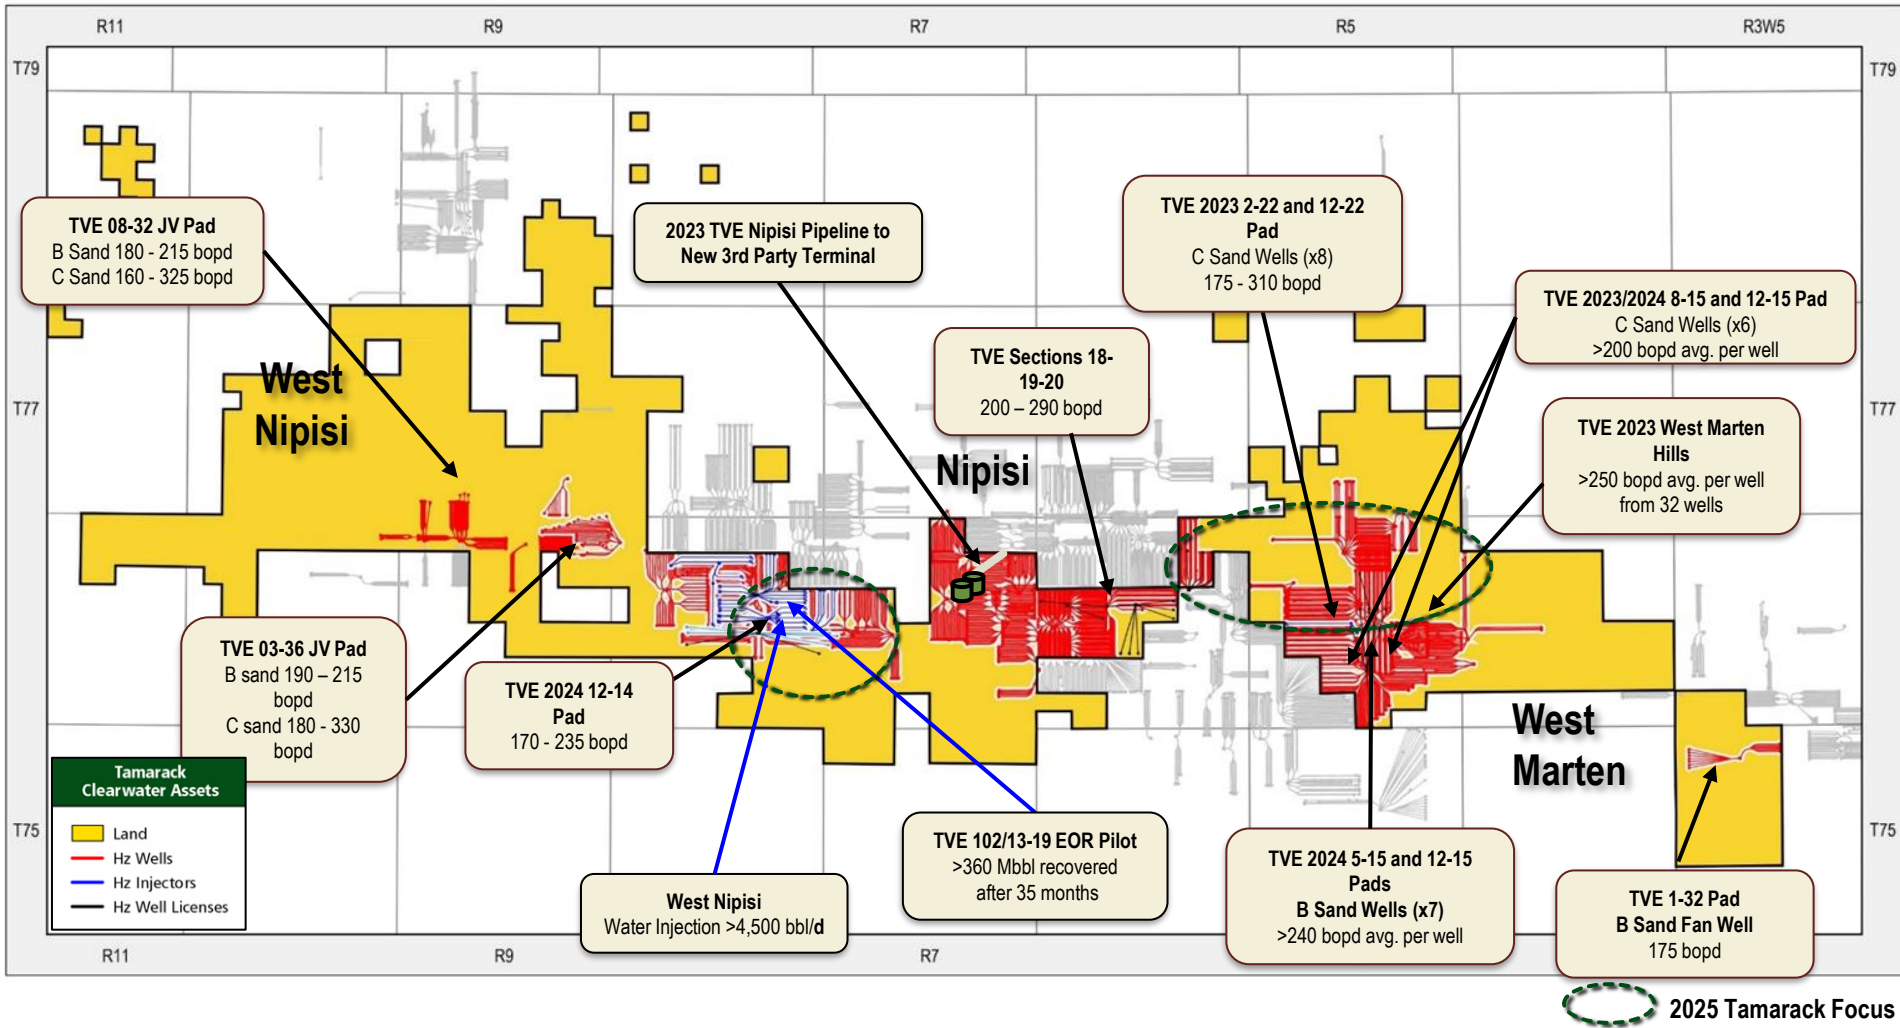 R11
R9
R7
R5
R3W5
T79
T79
TVE 08-32 JV Pad
B Sand 180 - 215 bopd
C Sand 160 - 325 bopd
2023 TVE Nipisi Pipeline to
New 3rd Party Terminal
TVE 2023 2-22 and 12-22
Pad
C Sand Wells (x8)
175 - 310 bopd
TVE 2023/2024 8-15 and 12-15 Pad
C Sand Wells (x6)
>200 bopd avg. per well
TVE Sections 18-
19-20
200 – 290 bopd
West
Nipisi
T77
T77
TVE 2023 West Marten
Hills
>250 bopd avg. per well
from 32 wells
Nipisi
TVE 03-36 JV Pad
B sand 190 – 215
bopd
C sand 180 - 330
bopd
TVE 2024 12-14
Pad
170 - 235 bopd
West
Marten
Tamarack
Clearwater Assets
Land
Hz Wells
Hz Injectors
Hz Well Licenses
T75
T75
TVE 102/13-19 EOR Pilot
>360 Mbbl recovered
after 35 months
West Nipisi
Water Injection >4,500 bbl/d
TVE 2024 5-15 and 12-15
Pads
B Sand Wells (x7)
>240 bopd avg. per well
TVE 1-32 Pad
B Sand Fan Well
175 bopd
R11
R9
R7
2025 Tamarack Focus